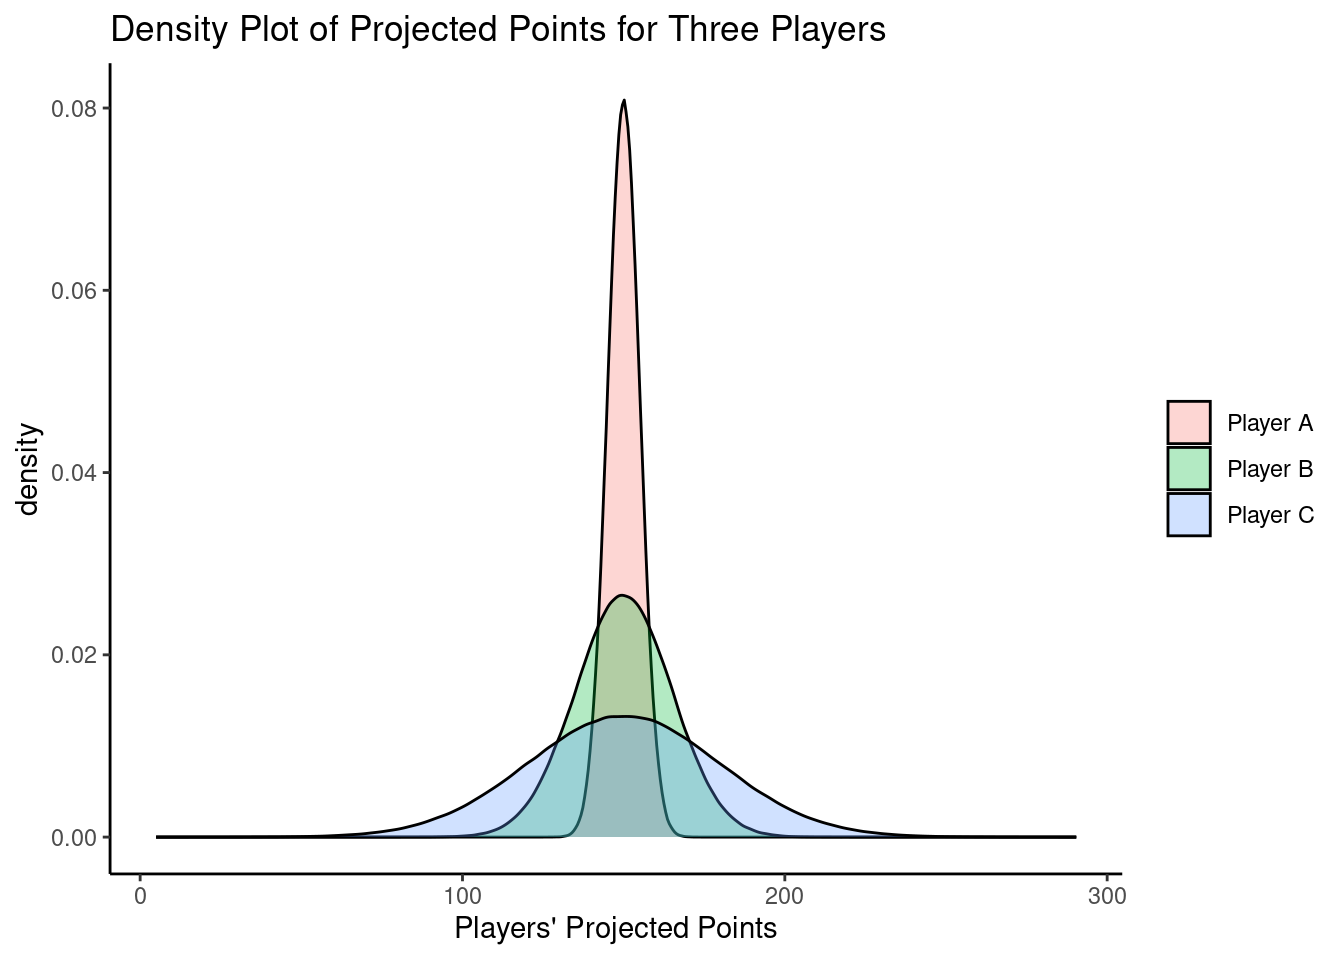 Density Plot of Projected Points for Three Players
0.08
0.06
0.04
0.02
0.00
density
0
100
200
300
Players' Projected Points
Player A
Player B
Player C